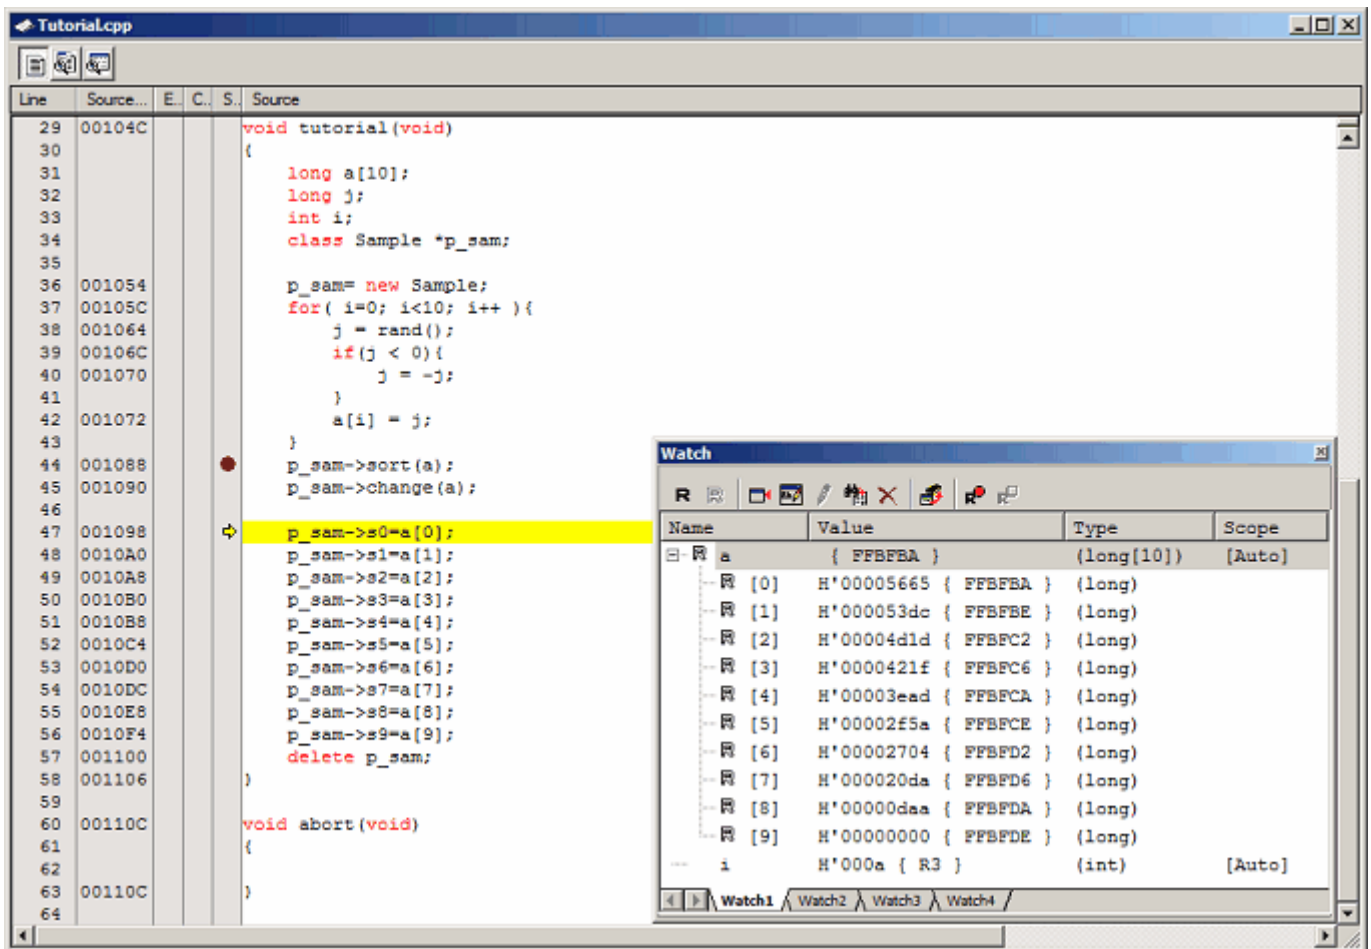 Tutorial.cpp
Line Source... E.. C.. S.. Source
29 00104C void tutorial(void)
30 {
31 long a[10];
32 long j;
33 int i;
34 class Sample *p_sam;
35
36 001054 p_sam= new Sample;
37 00105C for( i=0; i<10; i++ ){
38 001064 j = rand();
39 00106C if(j < 0){
40 001070 j = -j;
41 }
42 001072 a[i] = j;
43 }
44 001088 p_sam->sort(a);
45 001090 p_sam->change(a);
46
47 001098 p_sam->s0=a[0];
48 0010A0 p_sam->s1=a[1];
49 0010A8 p_sam->s2=a[2];
50 0010B0 p_sam->s3=a[3];
51 0010B8 p_sam->s4=a[4];
52 0010C4 p_sam->s5=a[5];
53 0010D0 p_sam->s6=a[6];
54 0010DC p_sam->s7=a[7];
55 0010E8 p_sam->s8=a[8];
56 0010F4 p_sam->s9=a[9];
57 001100 delete p_sam;
58 001106 }
59
60 00110C void abort(void)
61 {
62
63 00110C }
64
Watch
R
Name Value Type Scope
R a { FFBFBA } (long[10]) [Auto]
R [0] H'00005665 { FFBFBA } (long)
R [1] H'000053dc { FFBFBE } (long)
R [2] H'00004d1d { FFBFC2 } (long)
R [3] H'0000421f { FFBFC6 } (long)
R [4] H'00003ead { FFBFCA } (long)
R [5] H'00002f5a { FFBFCE } (long)
R [6] H'00002704 { FFBFD2 } (long)
R [7] H'000020da { FFBFD6 } (long)
R [8] H'00000daa { FFBFDA } (long)
R [9] H'00000000 { FFBFDE } (long)
i H'000a { R3 } (int) [Auto]
Watch1 Watch2 Watch3 Watch4